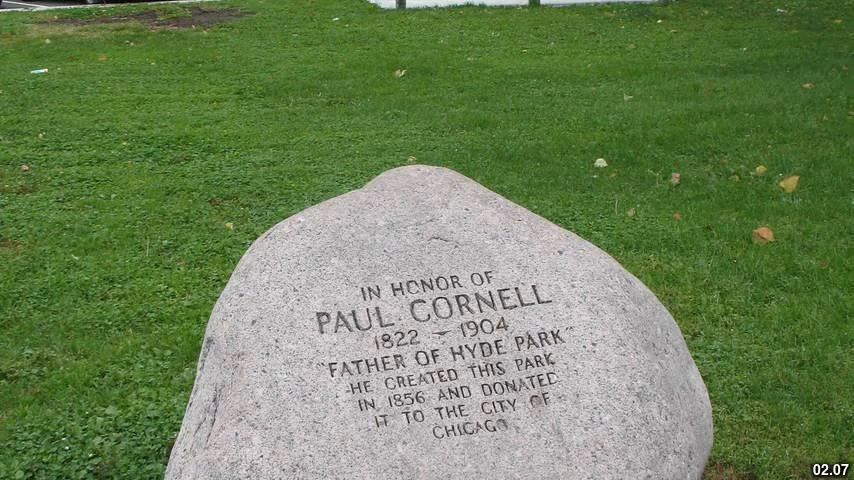 IN HONOR OF
PAUL CORNELL
1822 – 1904
"FATHER OF HYDE PARK"
HE CREATED THIS PARK
IN 1856 AND DONATED
IT TO THE CITY OF
CHICAGO.
02.07